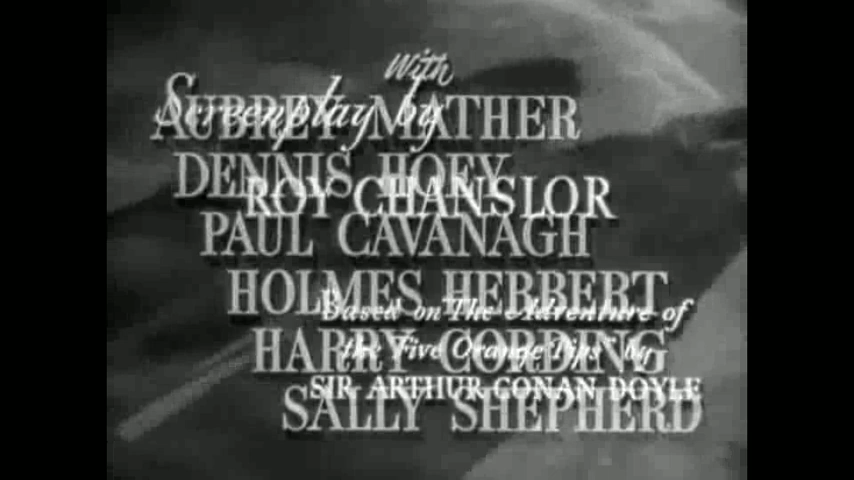 With
AUBREY MATHER
DENNIS HOEY
PAUL CAVANAGH
HOLMES HERBERT
HARRY CORDING
SALLY SHEPHERD
Screenplay by
ROY CHANSLOR
Based on "The Adventure of
the Five Orange Pips" by
SIR ARTHUR CONAN DOYLE